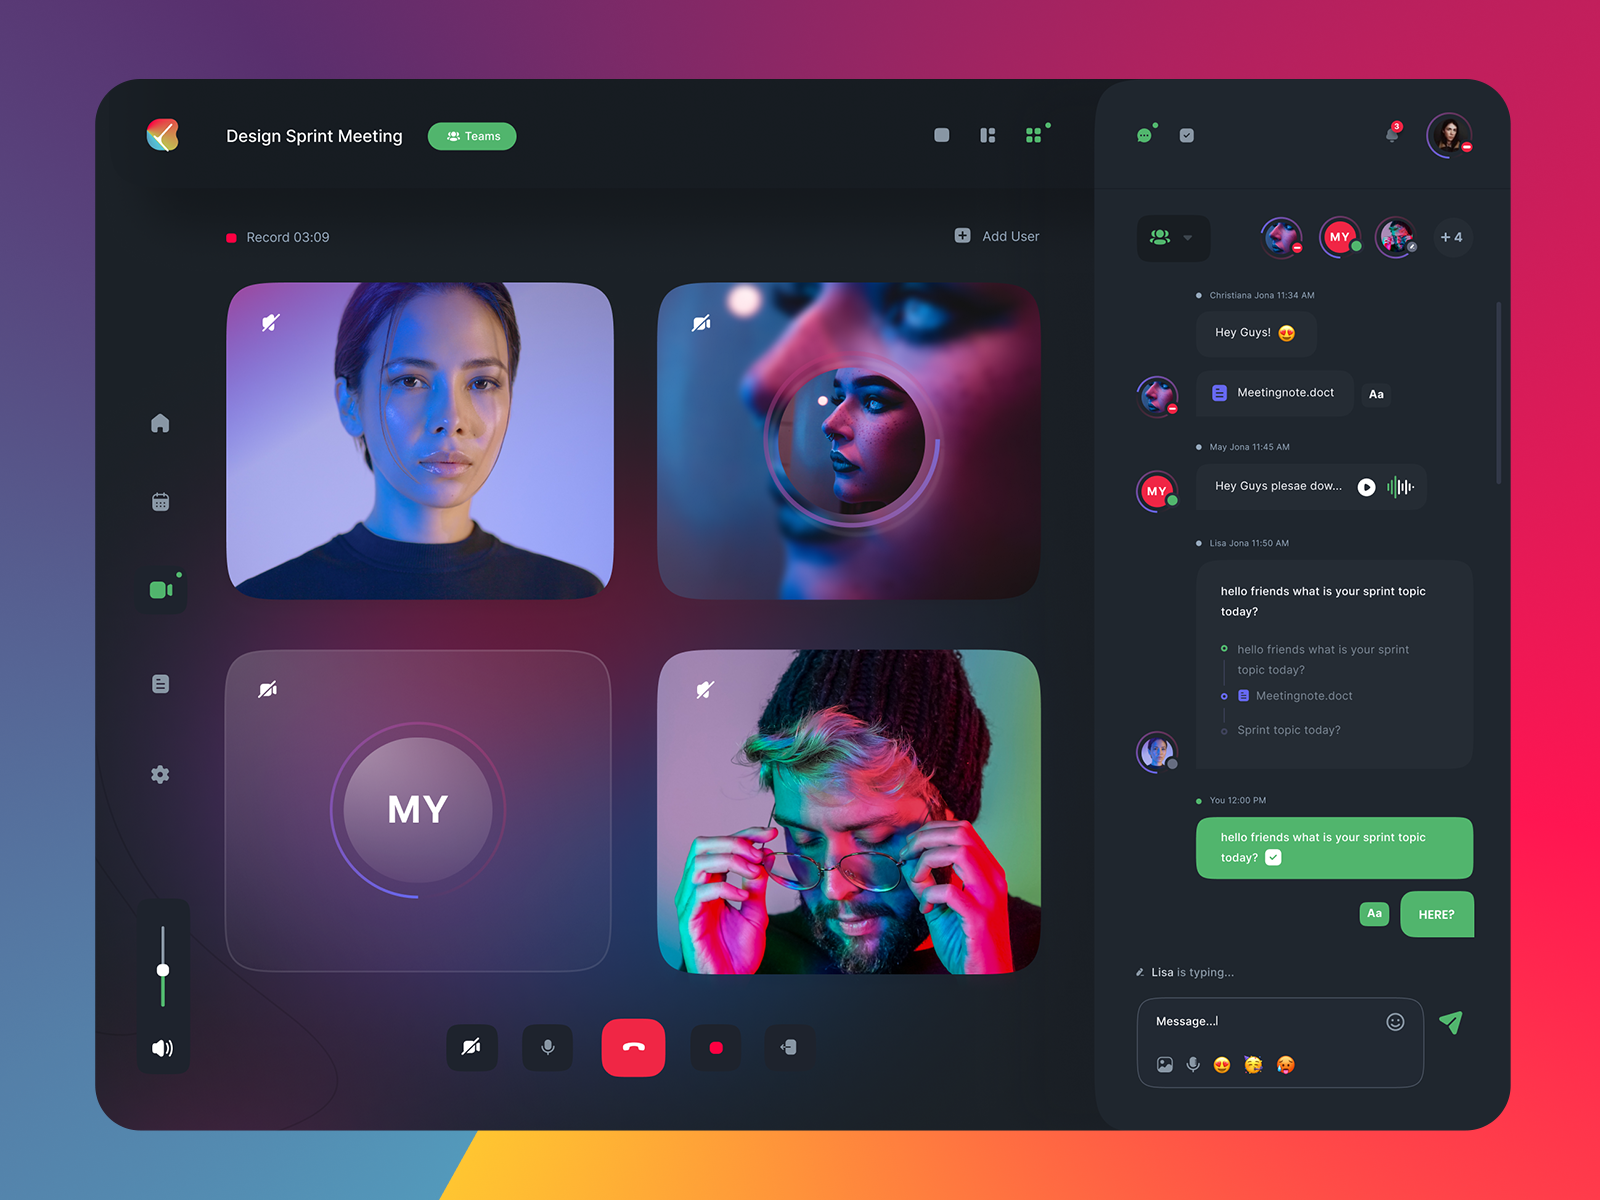 Design Sprint Meeting
Teams
3
Record 03:09
Add User
MY
+ 4
Christiana Jona 11:34 AM
Hey Guys! 😍
Meetingnote.doct
Aa
May Jona 11:45 AM
MY
Hey Guys plesae dow...
Lisa Jona 11:50 AM
hello friends what is your sprint topic
today?
hello friends what is your sprint
topic today?
Meetingnote.doct
Sprint topic today?
MY
You 12:00 PM
hello friends what is your sprint topic
today?
Aa
HERE?
Lisa is typing...
Message...